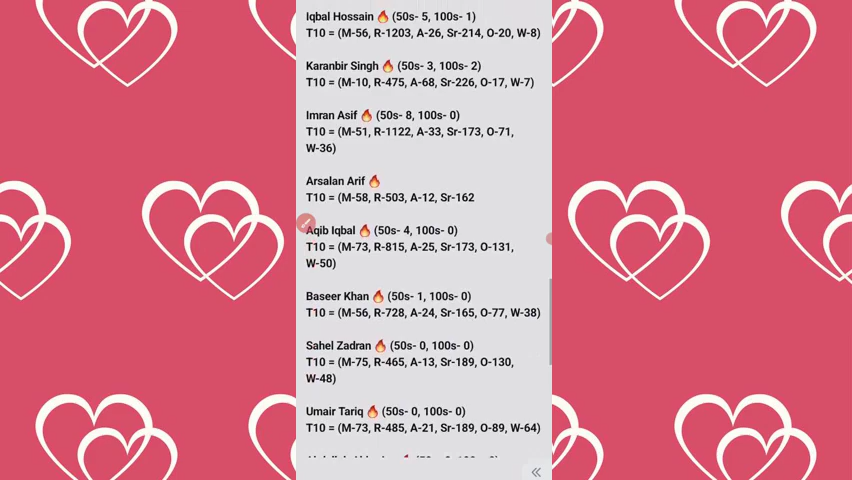 Iqbal Hossain 🔥 (50s- 5, 100s- 1)
T10 = (M-56, R-1203, A-26, Sr-214, O-20, W-8)
Karanbir Singh 🔥 (50s- 3, 100s- 2)
T10 = (M-10, R-475, A-68, Sr-226, O-17, W-7)
Imran Asif 🔥 (50s- 8, 100s- 0)
T10 = (M-51, R-1122, A-33, Sr-173, O-71,
W-36)
Arsalan Arif 🔥
T10 = (M-58, R-503, A-12, Sr-162
Aqib Iqbal 🔥 (50s- 4, 100s- 0)
T10 = (M-73, R-815, A-25, Sr-173, O-131,
W-50)
Baseer Khan 🔥 (50s- 1, 100s- 0)
T10 = (M-56, R-728, A-24, Sr-165, O-77, W-38)
Sahel Zadran 🔥 (50s- 0, 100s- 0)
T10 = (M-75, R-465, A-13, Sr-189, O-130,
W-48)
Umair Tariq 🔥 (50s- 0, 100s- 0)
T10 = (M-73, R-485, A-21, Sr-189, O-89, W-64)